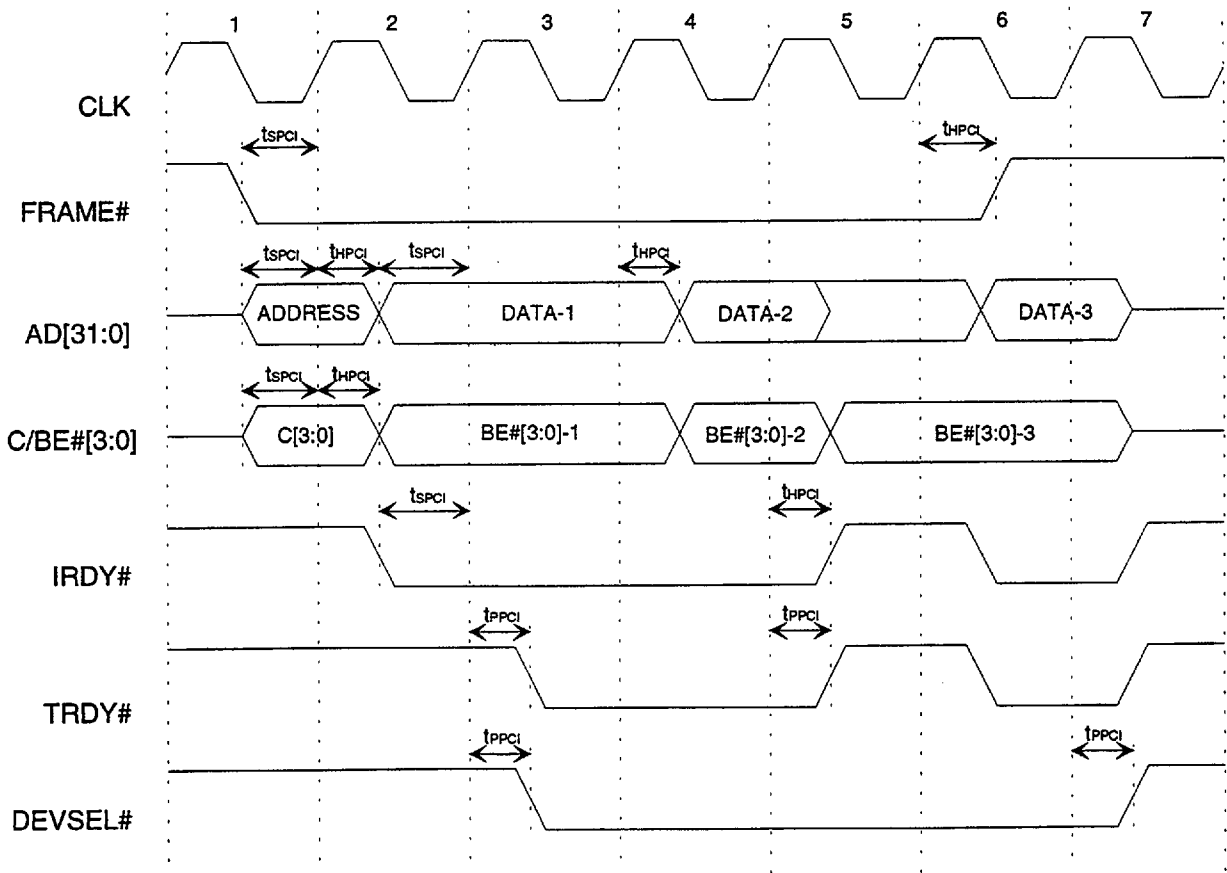 1 2 3 4 5 6 7
CLK
tSPCI tHPCI
FRAME#
tSPCI tHPCI tSPCI tHPCI
AD[31:0] ADDRESS DATA-1 DATA-2 DATA-3
tSPCI tHPCI
C/BE#[3:0] C[3:0] BE#[3:0]-1 BE#[3:0]-2 BE#[3:0]-3
tSPCI tHPCI
IRDY#
tPPCI tPPCI
TRDY#
tPPCI tPPCI
DEVSEL#